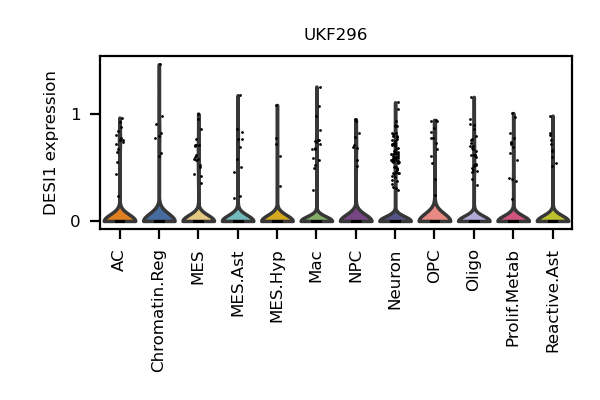 UKF296
DESI1 expression
1
0
AC
Chromatin.Reg
MES
MES.Ast
MES.Hyp
Mac
NPC
Neuron
OPC
Oligo
Prolif.Metab
Reactive.Ast